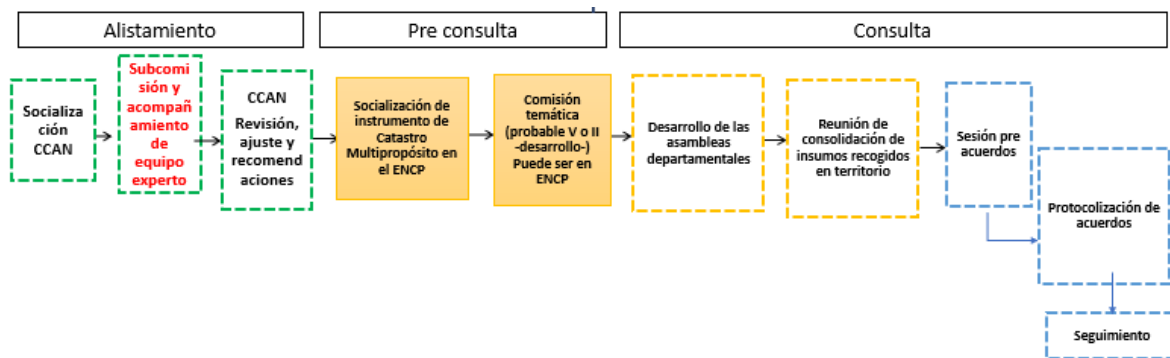 Alistamiento
Pre consulta
Consulta
Socializa
ción
CCAN
Subcomi
sión y
acompañ
amiento
de
equipo
experto
CCAN
Revisión,
ajuste y
recomend
aciones
Socialización de
instrumento de
Catastro
Multipropósito en
el ENCP
Comisión
temática
(probable V o II
-desarrollo-)
Puede ser en
ENCP
Desarrollo de las
asambleas
departamentales
Reunión de
consolidación de
insumos recogidos
en territorio
Sesión pre
acuerdos
Protocolización de
acuerdos
Seguimiento